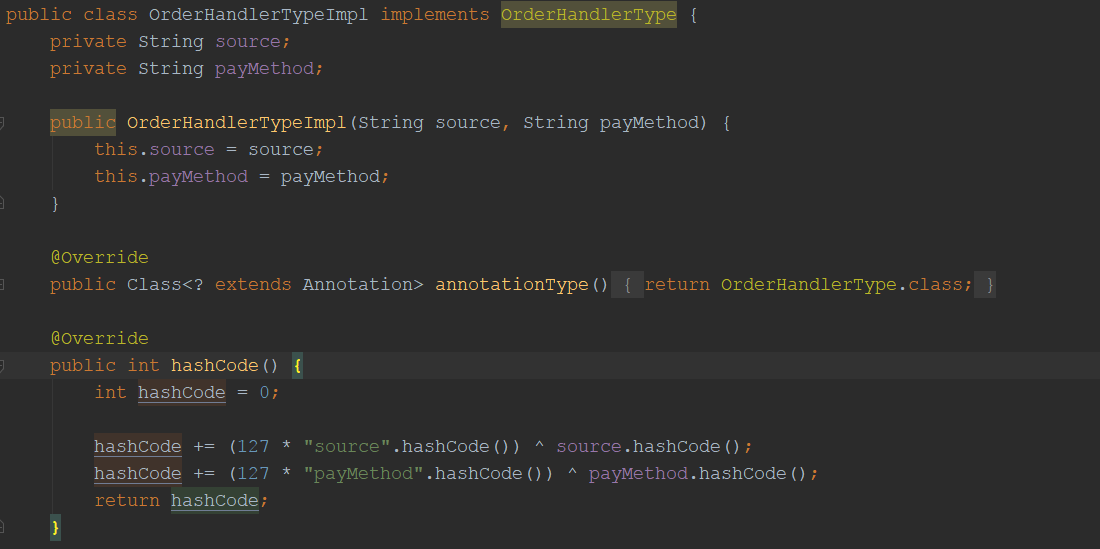 public class OrderHandlerTypeImpl implements OrderHandlerType {
    private String source;
    private String payMethod;
    public OrderHandlerTypeImpl(String source, String payMethod) {
        this.source = source;
        this.payMethod = payMethod;
    }
    @Override
    public Class<? extends Annotation> annotationType() { return OrderHandlerType.class; }
    @Override
    public int hashCode() {
        int hashCode = 0;
        hashCode += (127 * "source".hashCode()) ^ source.hashCode();
        hashCode += (127 * "payMethod".hashCode()) ^ payMethod.hashCode();
        return hashCode;
    }